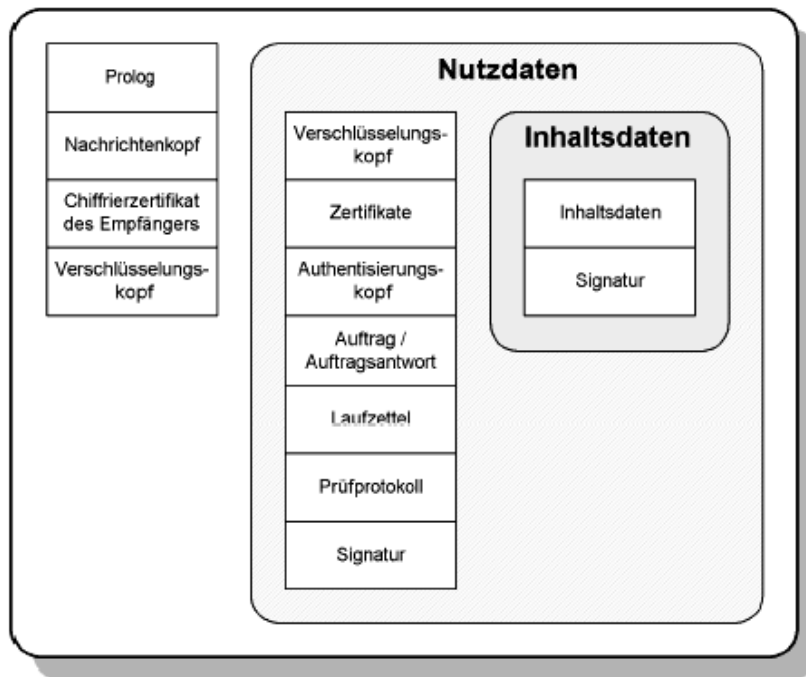 Prolog
Nachrichtenkopf
Chiffrierzertifikat
des Empfängers
Verschlüsselungs-
kopf
Nutzdaten
Verschlüsselungs-
kopf
Zertifikate
Authentisierungs-
kopf
Auftrag /
Auftragsantwort
Laufzettel
Prüfprotokoll
Signatur
Inhaltsdaten
Inhaltsdaten
Signatur